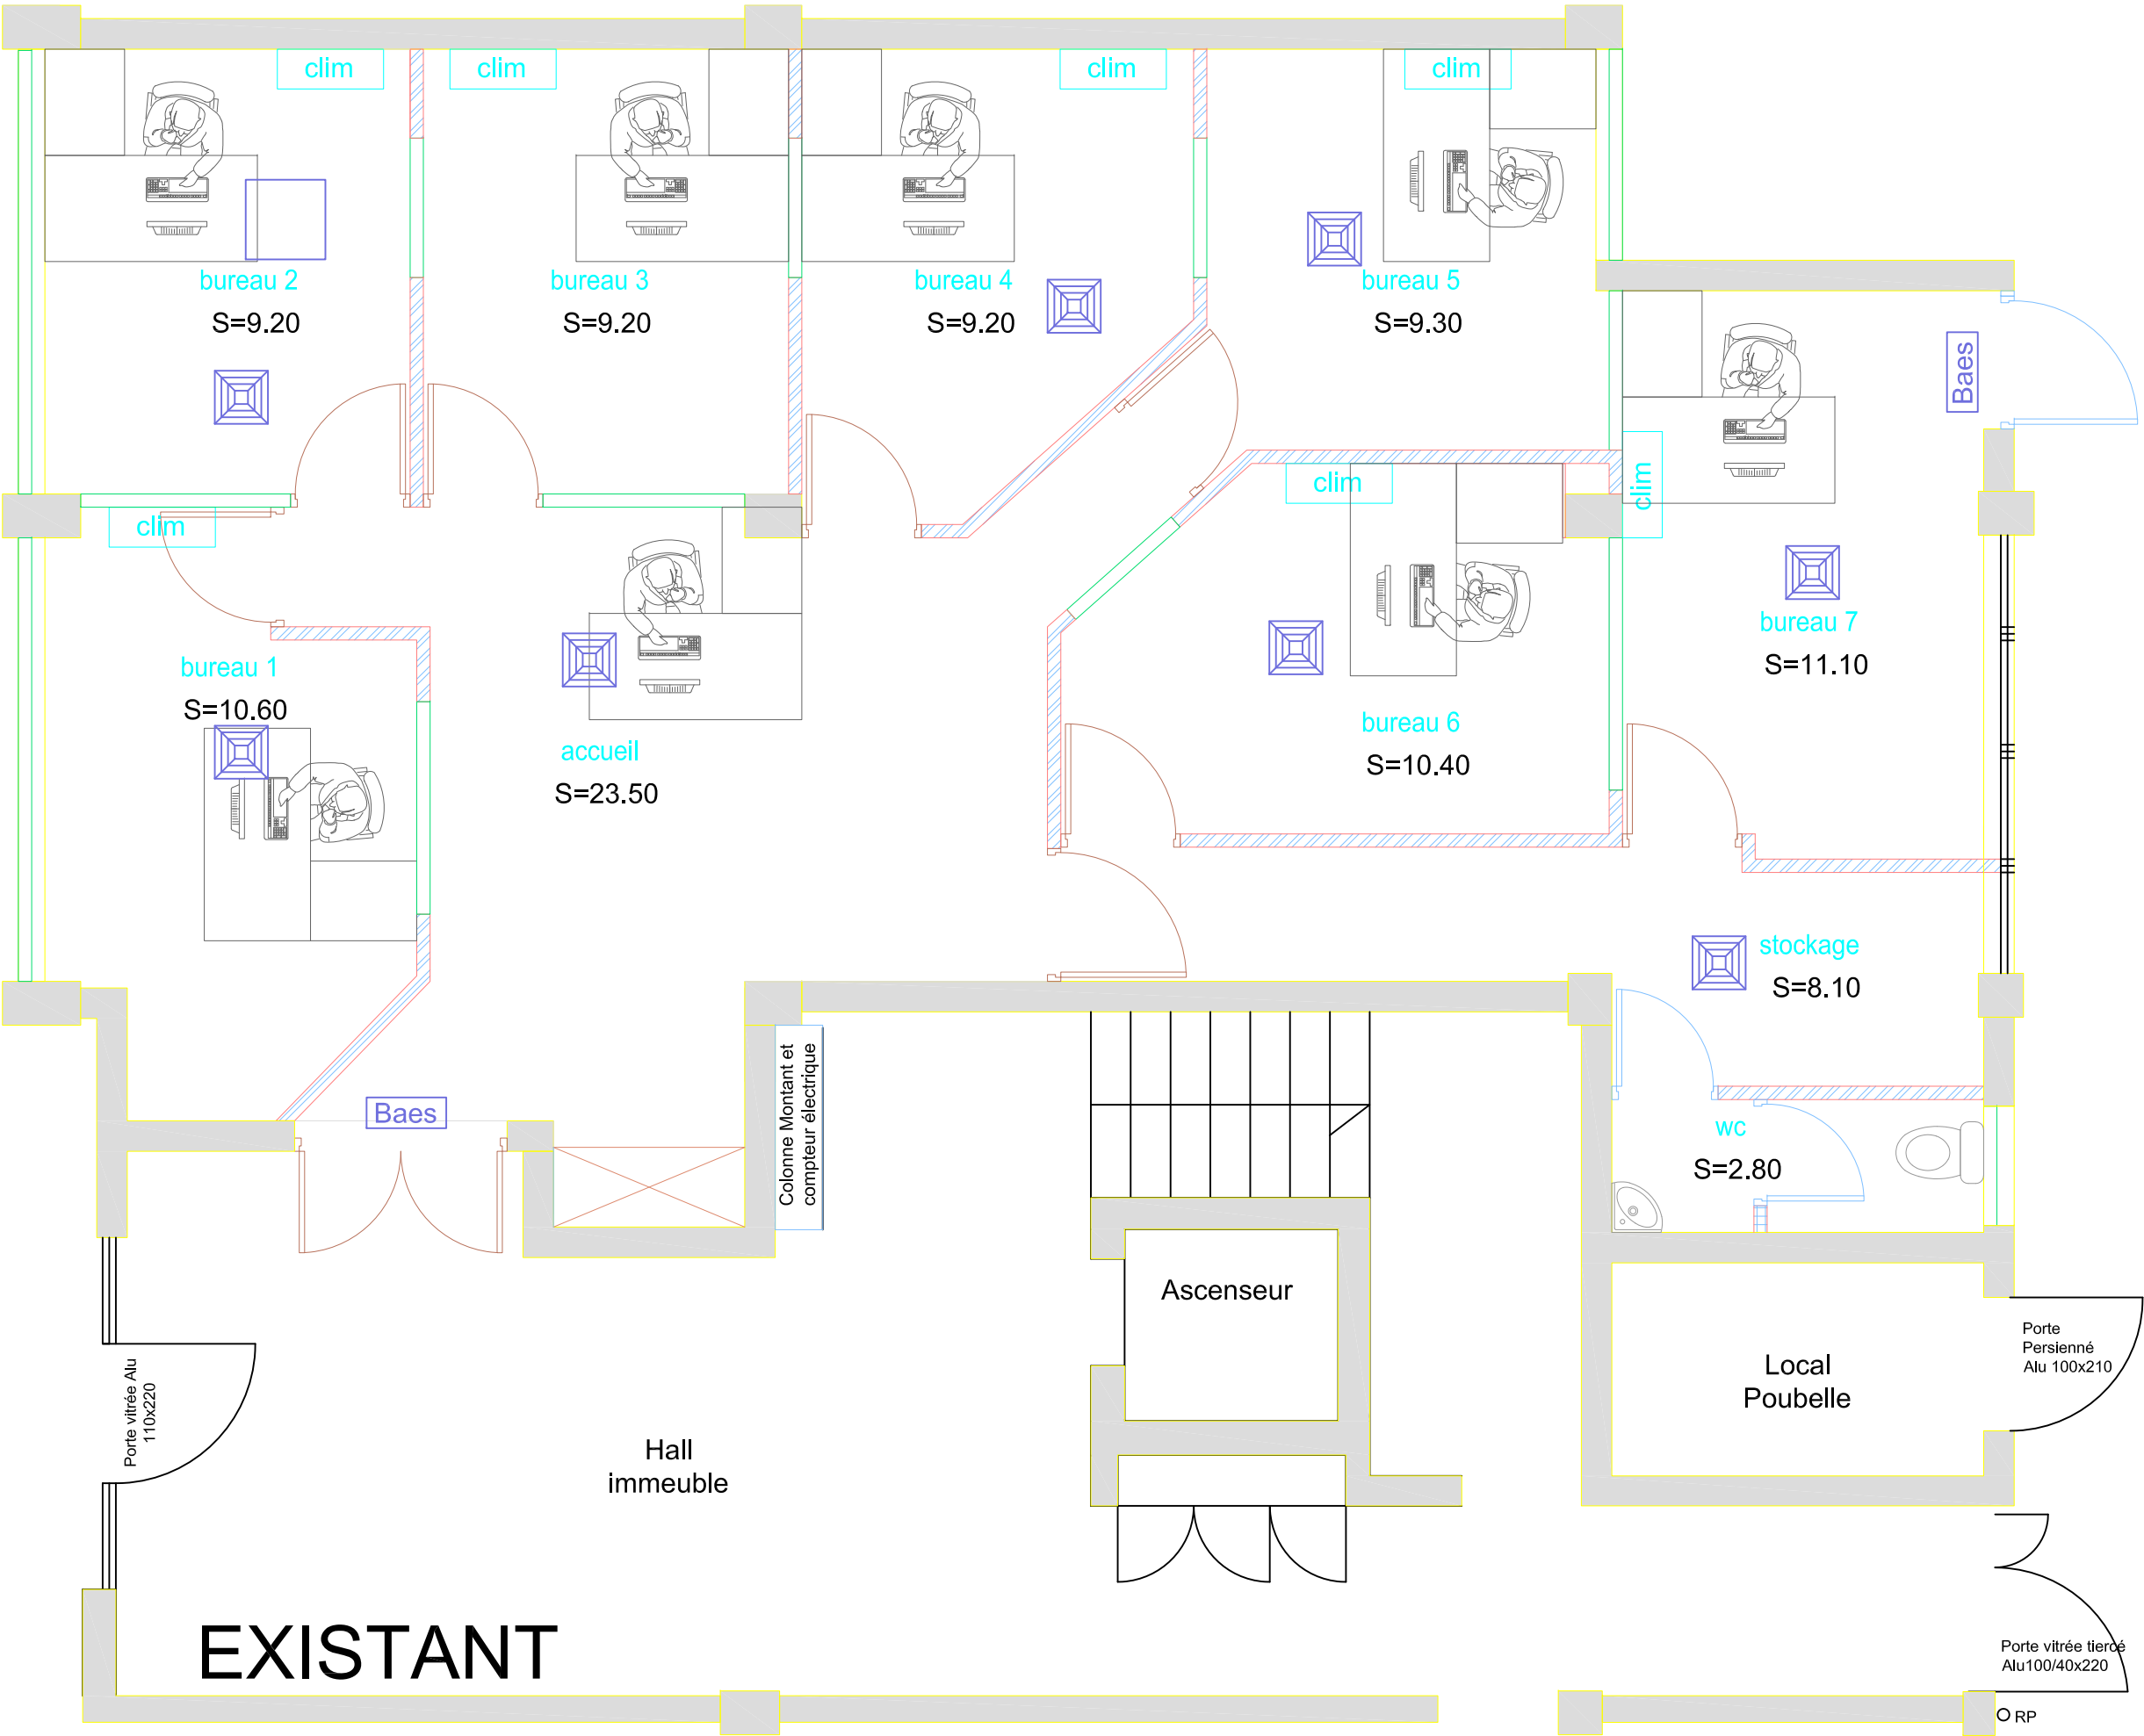 clim
clim
clim
clim
bureau 2
S=9.20
bureau 3
S=9.20
bureau 4
S=9.20
bureau 5
S=9.30
Baes
clim
clim
clim
bureau 1
S=10.60
accueil
S=23.50
bureau 6
S=10.40
bureau 7
S=11.10
stockage
S=8.10
Baes
Colonne Montant et
compteur électrique
wc
S=2.80
Ascenseur
Porte vitrée Alu
110x220
Hall
immeuble
Local
Poubelle
Porte
Persienné
Alu 100x210
EXISTANT
Porte vitrée tiercé
Alu100/40x220
RP